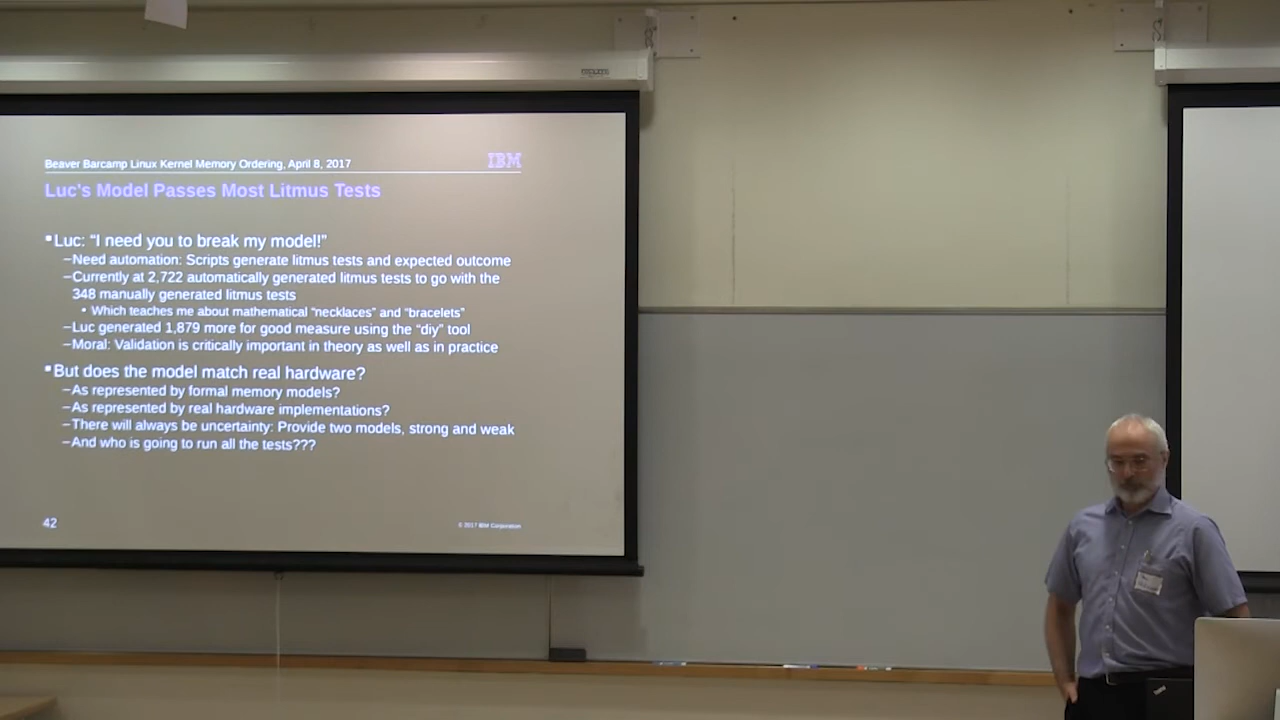 Beaver Barcamp Linux Kernel Memory Ordering, April 8, 2017
IBM
Luc's Model Passes Most Litmus Tests
▪Luc: "I need you to break my model!"
–Need automation: Scripts generate litmus tests and expected outcome
–Currently at 2,722 automatically generated litmus tests to go with the
348 manually generated litmus tests
• Which teaches me about mathematical "necklaces" and "bracelets"
–Luc generated 1,879 more for good measure using the "diy" tool
–Moral: Validation is critically important in theory as well as in practice
▪But does the model match real hardware?
–As represented by formal memory models?
–As represented by real hardware implementations?
–There will always be uncertainty: Provide two models, strong and weak
–And who is going to run all the tests???
42
© 2017 IBM Corporation